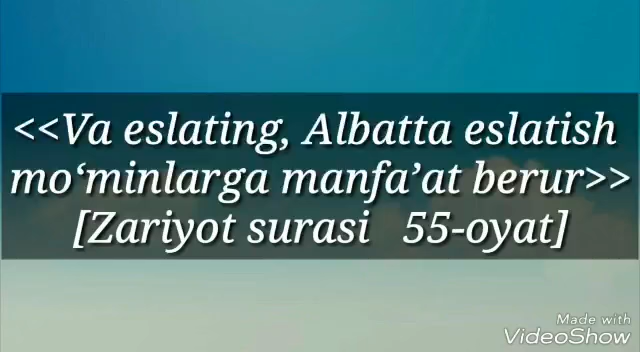 <<Va eslating, Albatta eslatish
mo‘minlarga manfa’at berur>>
[Zariyot surasi 55-oyat]
Made with
VideoShow